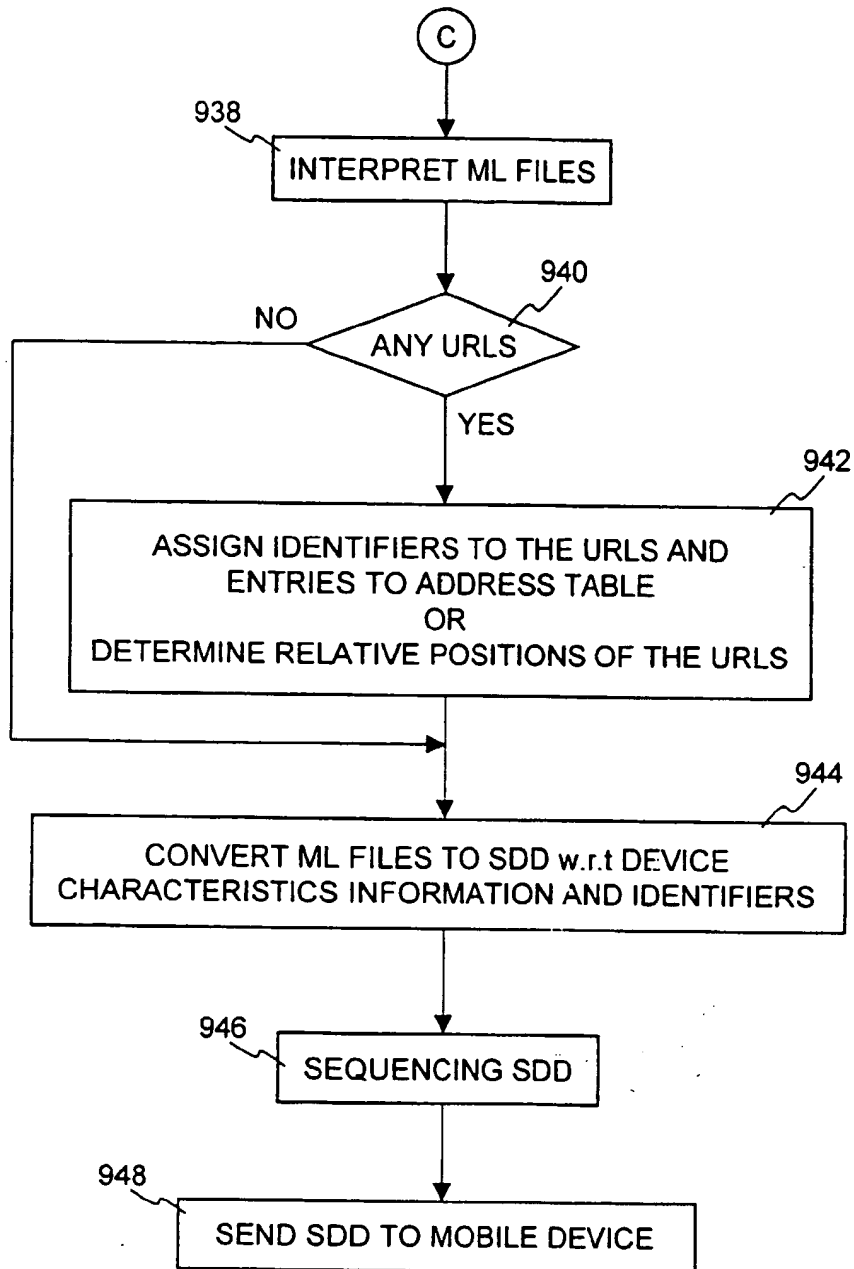 C
938
INTERPRET ML FILES
940
NO
ANY URLS
YES
942
ASSIGN IDENTIFIERS TO THE URLS AND
ENTRIES TO ADDRESS TABLE
OR
DETERMINE RELATIVE POSITIONS OF THE URLS
944
CONVERT ML FILES TO SDD w.r.t DEVICE
CHARACTERISTICS INFORMATION AND IDENTIFIERS
946
SEQUENCING SDD
948
SEND SDD TO MOBILE DEVICE